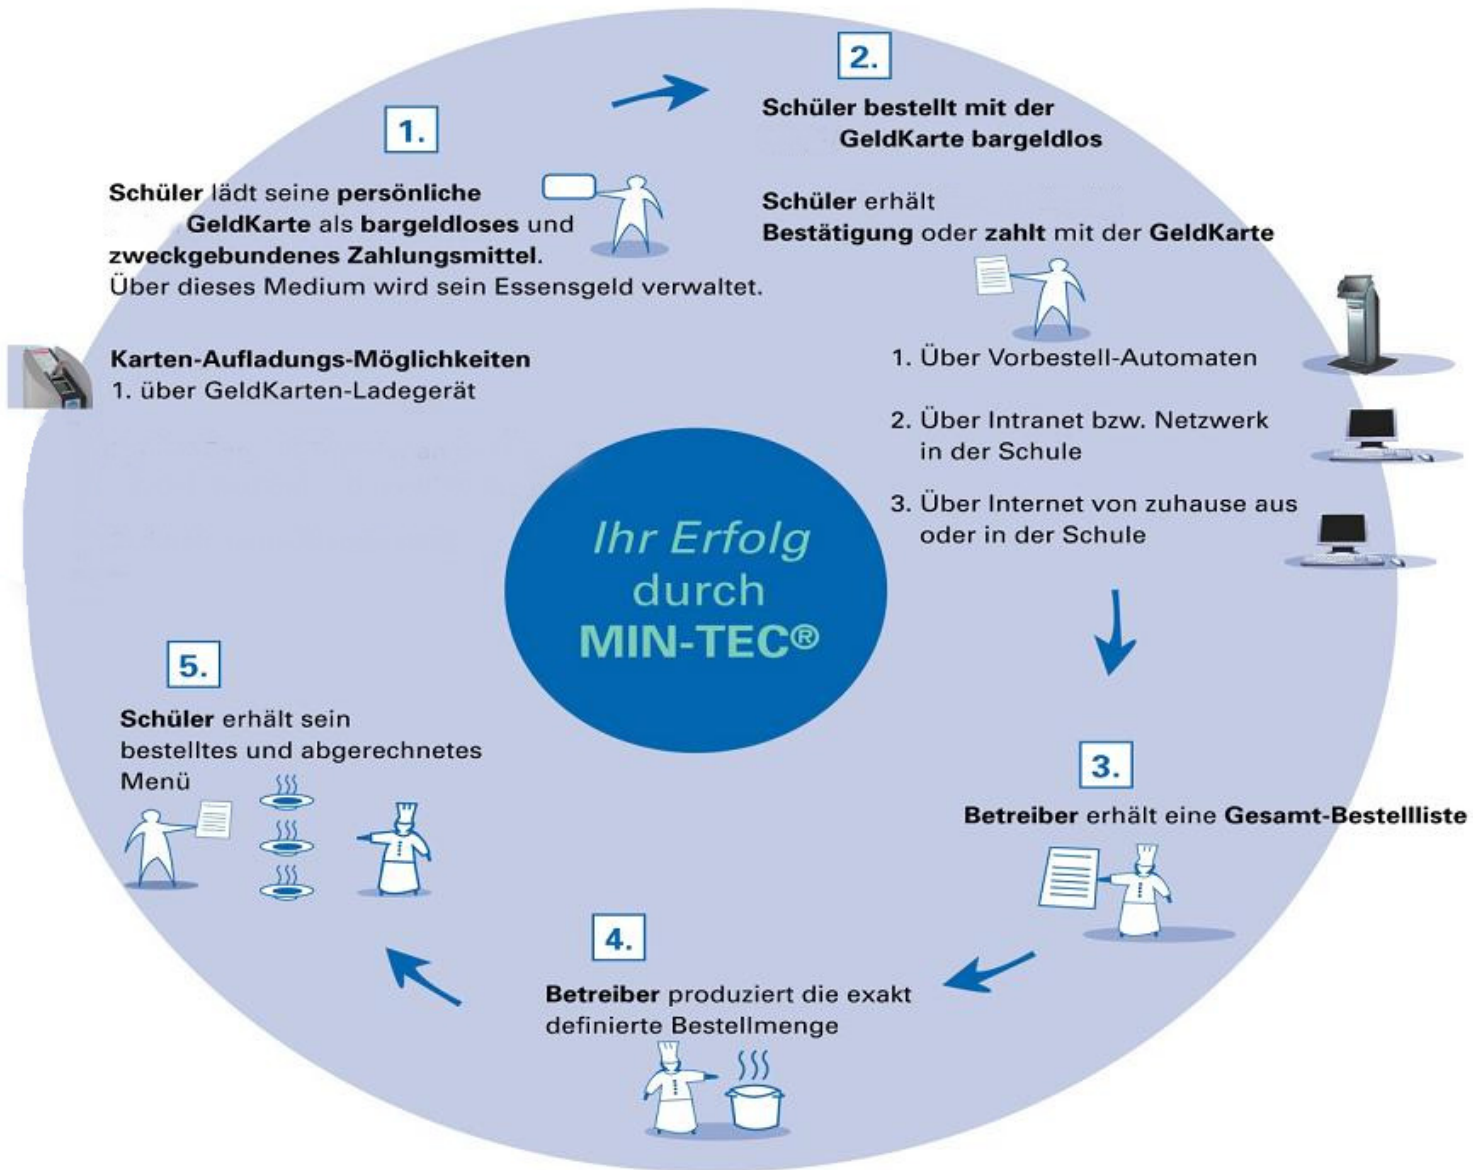 1.
Schüler lädt seine persönliche
GeldKarte als bargeldloses und
zweckgebundenes Zahlungsmittel.
Über dieses Medium wird sein Essensgeld verwaltet.
Karten-Aufladungs-Möglichkeiten
1. über GeldKarten-Ladegerät
2.
Schüler bestellt mit der
GeldKarte bargeldlos
Schüler erhält
Bestätigung oder zahlt mit der GeldKarte
1. Über Vorbestell-Automaten
2. Über Intranet bzw. Netzwerk
in der Schule
3. Über Internet von zuhause aus
oder in der Schule
Ihr Erfolg
durch
MIN-TEC®
3.
Betreiber erhält eine Gesamt-Bestellliste
4.
Betreiber produziert die exakt
definierte Bestellmenge
5.
Schüler erhält sein
bestelltes und abgerechnetes
Menü